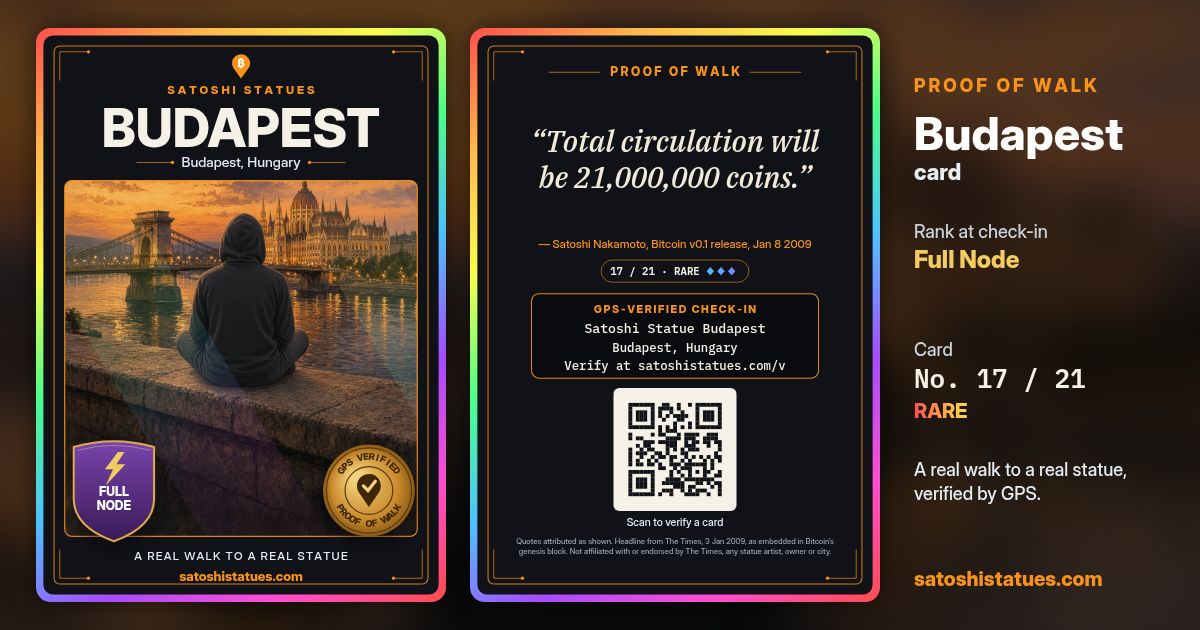 SATOSHI STATUES
BUDAPEST
Budapest, Hungary
FULL
NODE
GPS VERIFIED
PROOF OF WALK
A REAL WALK TO A REAL STATUE
satoshistatues.com
PROOF OF WALK
“Total circulation will
be 21,000,000 coins.”
— Satoshi Nakamoto, Bitcoin v0.1 release, Jan 8 2009
17 / 21 · RARE
GPS-VERIFIED CHECK-IN
Satoshi Statue Budapest
Budapest, Hungary
Verify at satoshistatues.com/v
Scan to verify a card
Quotes attributed as shown. Headline from The Times, 3 Jan 2009, as embedded in Bitcoin's
genesis block. Not affiliated with or endorsed by The Times, any statue artist, owner or city.
PROOF OF WALK
Budapest
card
Rank at check-in
Full Node
Card
No. 17 / 21
RARE
A real walk to a real statue,
verified by GPS.
satoshistatues.com